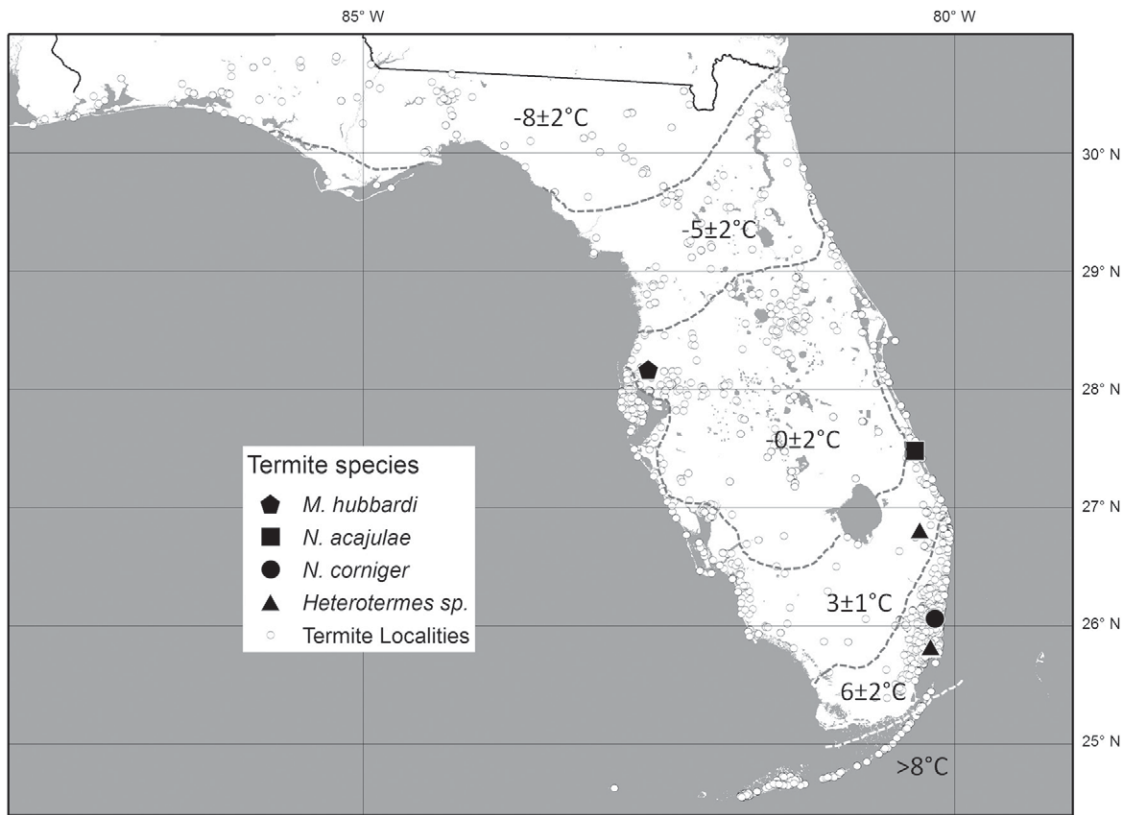 85° W
80° W
-8±2°C
30° N
-5±2°C
29° N
28° N
-0±2°C
Termite species
M. hubbardi
N. acajulae
N. corniger
Heterotermes sp.
Termite Localities
27° N
3±1°C
26° N
6±2°C
25° N
>8°C